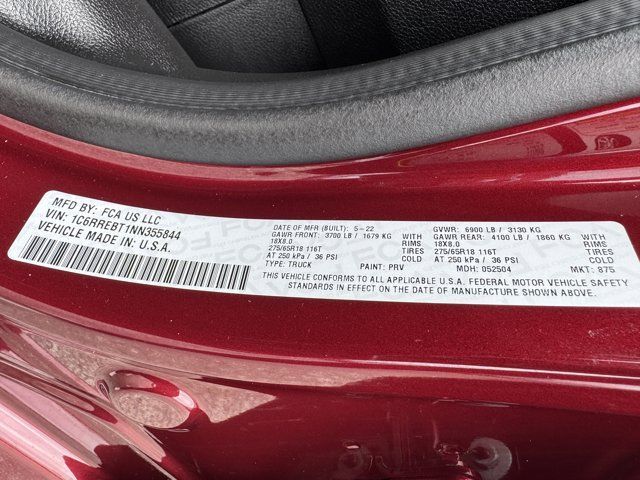 MFD BY: FCA US LLC
VIN: 1C6RREBT1NN355844
VEHICLE MADE IN: U.S.A.
DATE OF MFR (BUILT): 5-22
GAWR FRONT: 3700 LB / 1679 KG WITH
18X8.0 RIMS
275/65R18 116T TIRES
AT 250 kPa / 36 PSI COLD
TYPE: TRUCK PAINT: PRV
GVWR: 6900 LB / 3130 KG
GAWR REAR: 4100 LB / 1860 KG WITH
18X8.0 RIMS
275/65R18 116T TIRES
AT 250 kPa / 36 PSI COLD
MDH: 052504 MKT: 875
THIS VEHICLE CONFORMS TO ALL APPLICABLE U.S.A. FEDERAL MOTOR VEHICLE SAFETY
STANDARDS IN EFFECT ON THE DATE OF MANUFACTURE SHOWN ABOVE.